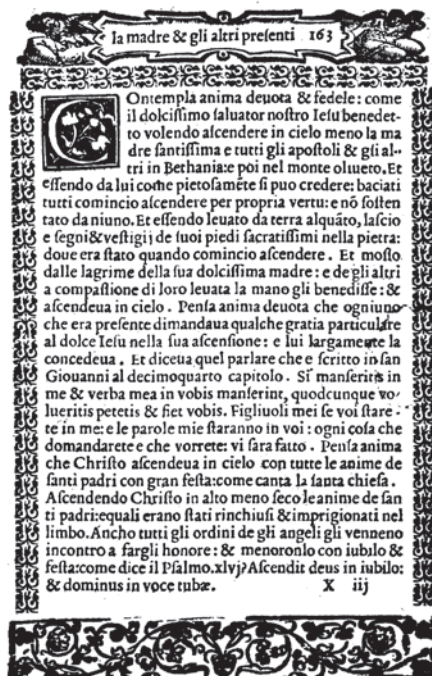 la madre & gli altri preſenti 163
COntempla anima deuota & fedele: come
il dolciſſimo ſaluator noſtro Ieſu benedet-
to volendo aſcendere in cielo meno la ma
dre ſantiſſima e tutti gli apoſtoli & gli al-
tri in Bethania:e poi nel monte oliueto. Et
eſſendo da lui come pietoſamẽte ſi puo credere: baciati
tutti comincio aſcendere per propria vertu: e nõ ſoſten
tato da niuno. Et eſſendo leuato da terra alquãto, laſcio
e ſegni&veſtigij de ſuoi piedi ſacratiſſimi nella pietra:
doue era ſtato quando comincio aſcendere. Et moſſo
dalle lagrime della ſua dolciſſima madre: e de gli altri
a compaſſione di loro leuata la mano gli benediſſe: &
aſcendeua in cielo. Penſa anima deuota che ogniuno
che era preſente dimandaua qualche gratia particulare
al dolce Ieſu nella ſua aſcenſione: e lui largamente la
concedeua. Et diceua quel parlare che e ſcritto in ſan
Giouanni al decimoquarto capitolo. Si manſeritis in
me & verba mea in vobis manſerint, quodcunque vo-
lueritis petetis & fiet vobis. Figliuoli mei ſe voi ſtare-
te in me: e le parole mie ſtaranno in voi: ogni coſa che
domandarete e che vorrete: vi ſara fatto. Penſa anima
che Chriſto aſcendeua in cielo con tutte le anime de
ſanti padri con gran feſta:come canta la ſanta chieſa.
Aſcendendo Chriſto in alto meno ſeco le anime de ſan
ti padri:equali erano ſtati rinchiuſi &imprigionati nel
limbo. Ancho tutti gli ordini de gli angeli gli venneno
incontro a fargli honore: & menoronlo con iubilo &
feſta:come dice il Pſalmo.xlvj?Aſcendit deus in iubilo:
& dominus in voce tubæ. X iij